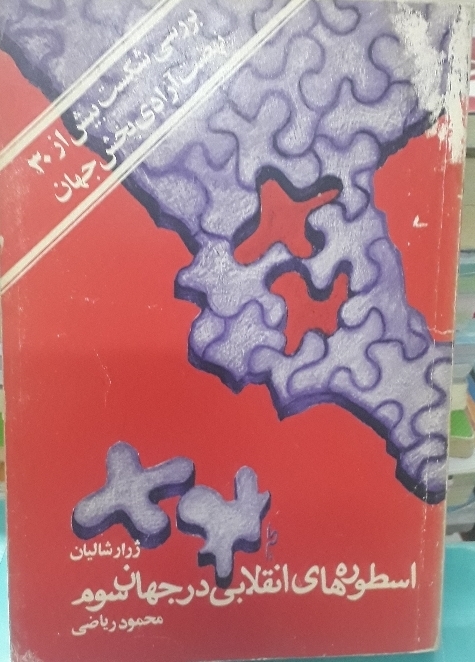 بررسی شکست بیش از ۳۰
نهضت آزادی بخش جهان
ژرار شالیان
اسطوره‌های انقلابی در جهان سوم
محمود ریاضی